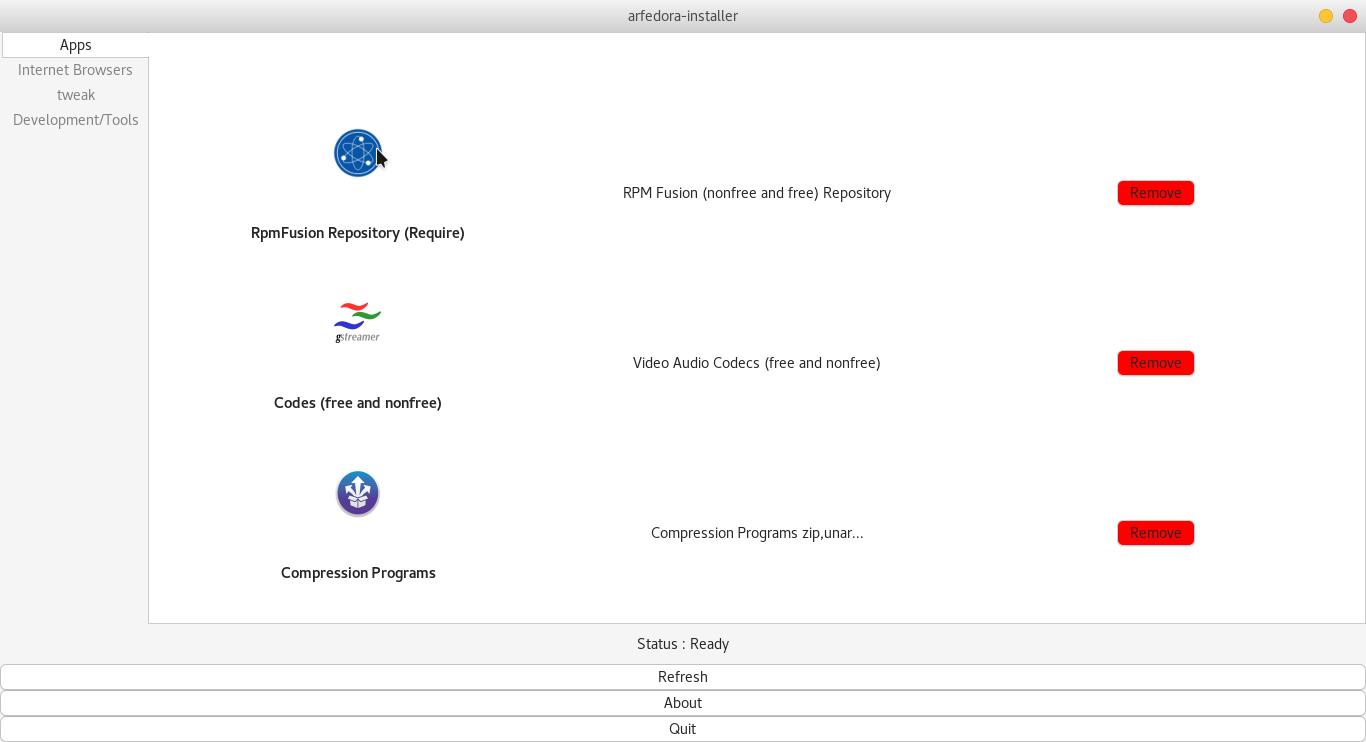 arfedora-installer
Apps
Internet Browsers
tweak
Development/Tools
RPM Fusion (nonfree and free) Repository
Remove
RpmFusion Repository (Require)
gstreamer
Video Audio Codecs (free and nonfree)
Remove
Codes (free and nonfree)
Compression Programs zip,unar...
Remove
Compression Programs
Status : Ready
Refresh
About
Quit